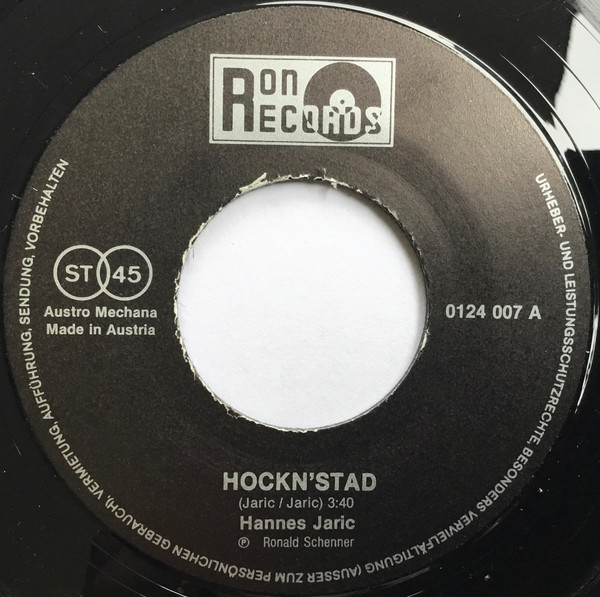 Ron
Records
ST 45
Austro Mechana
Made in Austria
0124 007 A
HOCKN'STAD
(Jaric / Jaric) 3:40
Hannes Jaric
℗ Ronald Schenner
URHEBER- UND LEISTUNGSSCHUTZRECHTE, BESONDERS VERVIELFÄLTIGUNG (AUSSER ZUM PERSÖNLICHEN GEBRAUCH), VERMIETUNG, AUFFÜHRUNG, SENDUNG, VORBEHALTEN